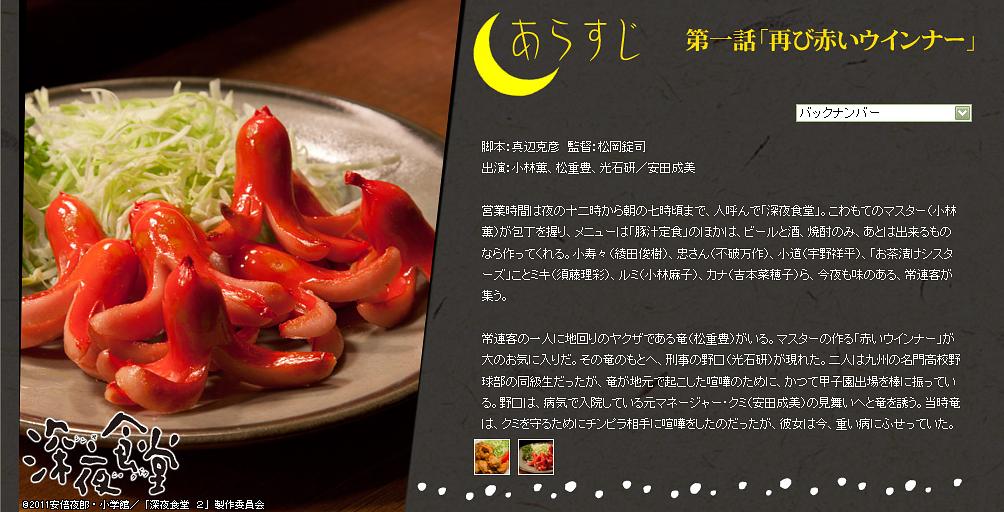 あらすじ
第一話「再び赤いウインナー」
バックナンバー
脚本：真辺克彦 監督：松岡錠司
出演：小林薫、松重豊、光石研／安田成美
営業時間は夜の十二時から朝の七時頃まで、人呼んで「深夜食堂」。こわもてのマスター（小林
薫）が包丁を握り、メニューは「豚汁定食」のほかは、ビールと酒、焼酎のみ、あとは出来るもの
なら作ってくれる。小寿々（綾田俊樹）、忠さん（不破万作）、小道（宇野祥平）、「お茶漬けシスタ
ーズ」ことミキ（須藤理彩）、ルミ（小林麻子）、カナ（吉本菜穂子）ら、今夜も味のある、常連客が
集う。
常連客の一人に地回りのヤクザである竜（松重豊）がいる。マスターの作る「赤いウインナー」が
大のお気に入りだ。その竜のもとへ、刑事の野口（光石研）が現れた。二人は九州の名門高校野
球部の同級生だったが、竜が地元で起こした喧嘩のために、かつて甲子園出場を棒に振ってい
る。野口は、病気で入院している元マネージャー・クミ（安田成美）の見舞いへと竜を誘う。当時竜
は、クミを守るためにチンピラ相手に喧嘩をしたのだったが、彼女は今、重い病にふせっていた。
深夜食堂
©2011安倍夜郎・小学館／「深夜食堂 2」製作委員会